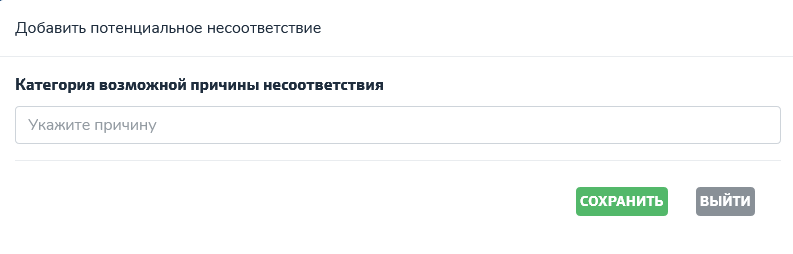 Добавить потенциальное несоответствие
Категория возможной причины несоответствия
Укажите причину
СОХРАНИТЬ ВЫЙТИ